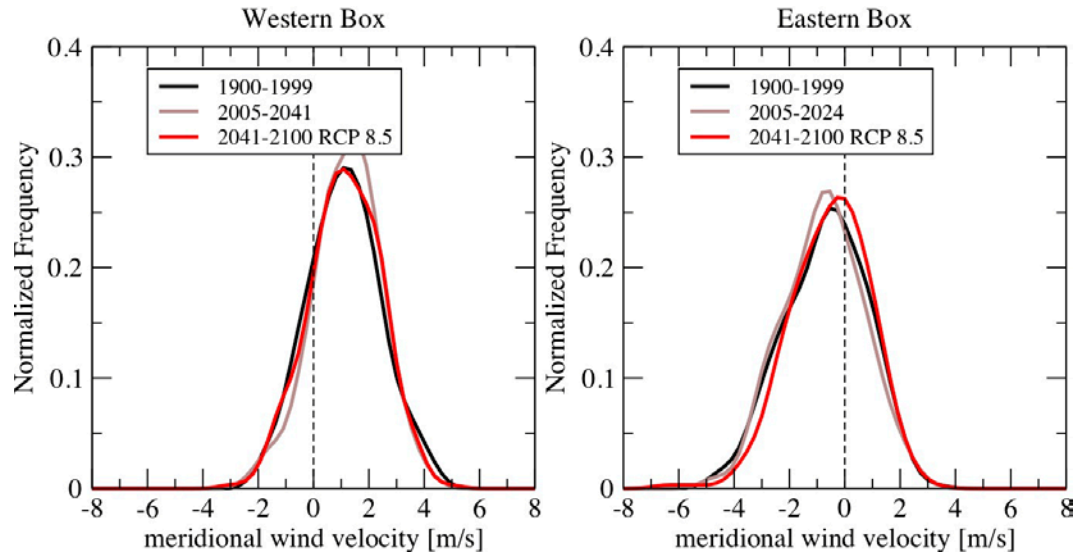 Western Box
0.4
0.3
0.2
0.1
0
Normalized Frequency
1900-1999
2005-2041
2041-2100 RCP 8.5
-8 -6 -4 -2 0 2 4 6 8
meridional wind velocity [m/s]
Eastern Box
0.4
0.3
0.2
0.1
0
Normalized Frequency
1900-1999
2005-2024
2041-2100 RCP 8.5
-8 -6 -4 -2 0 2 4 6 8
meridional wind velocity [m/s]